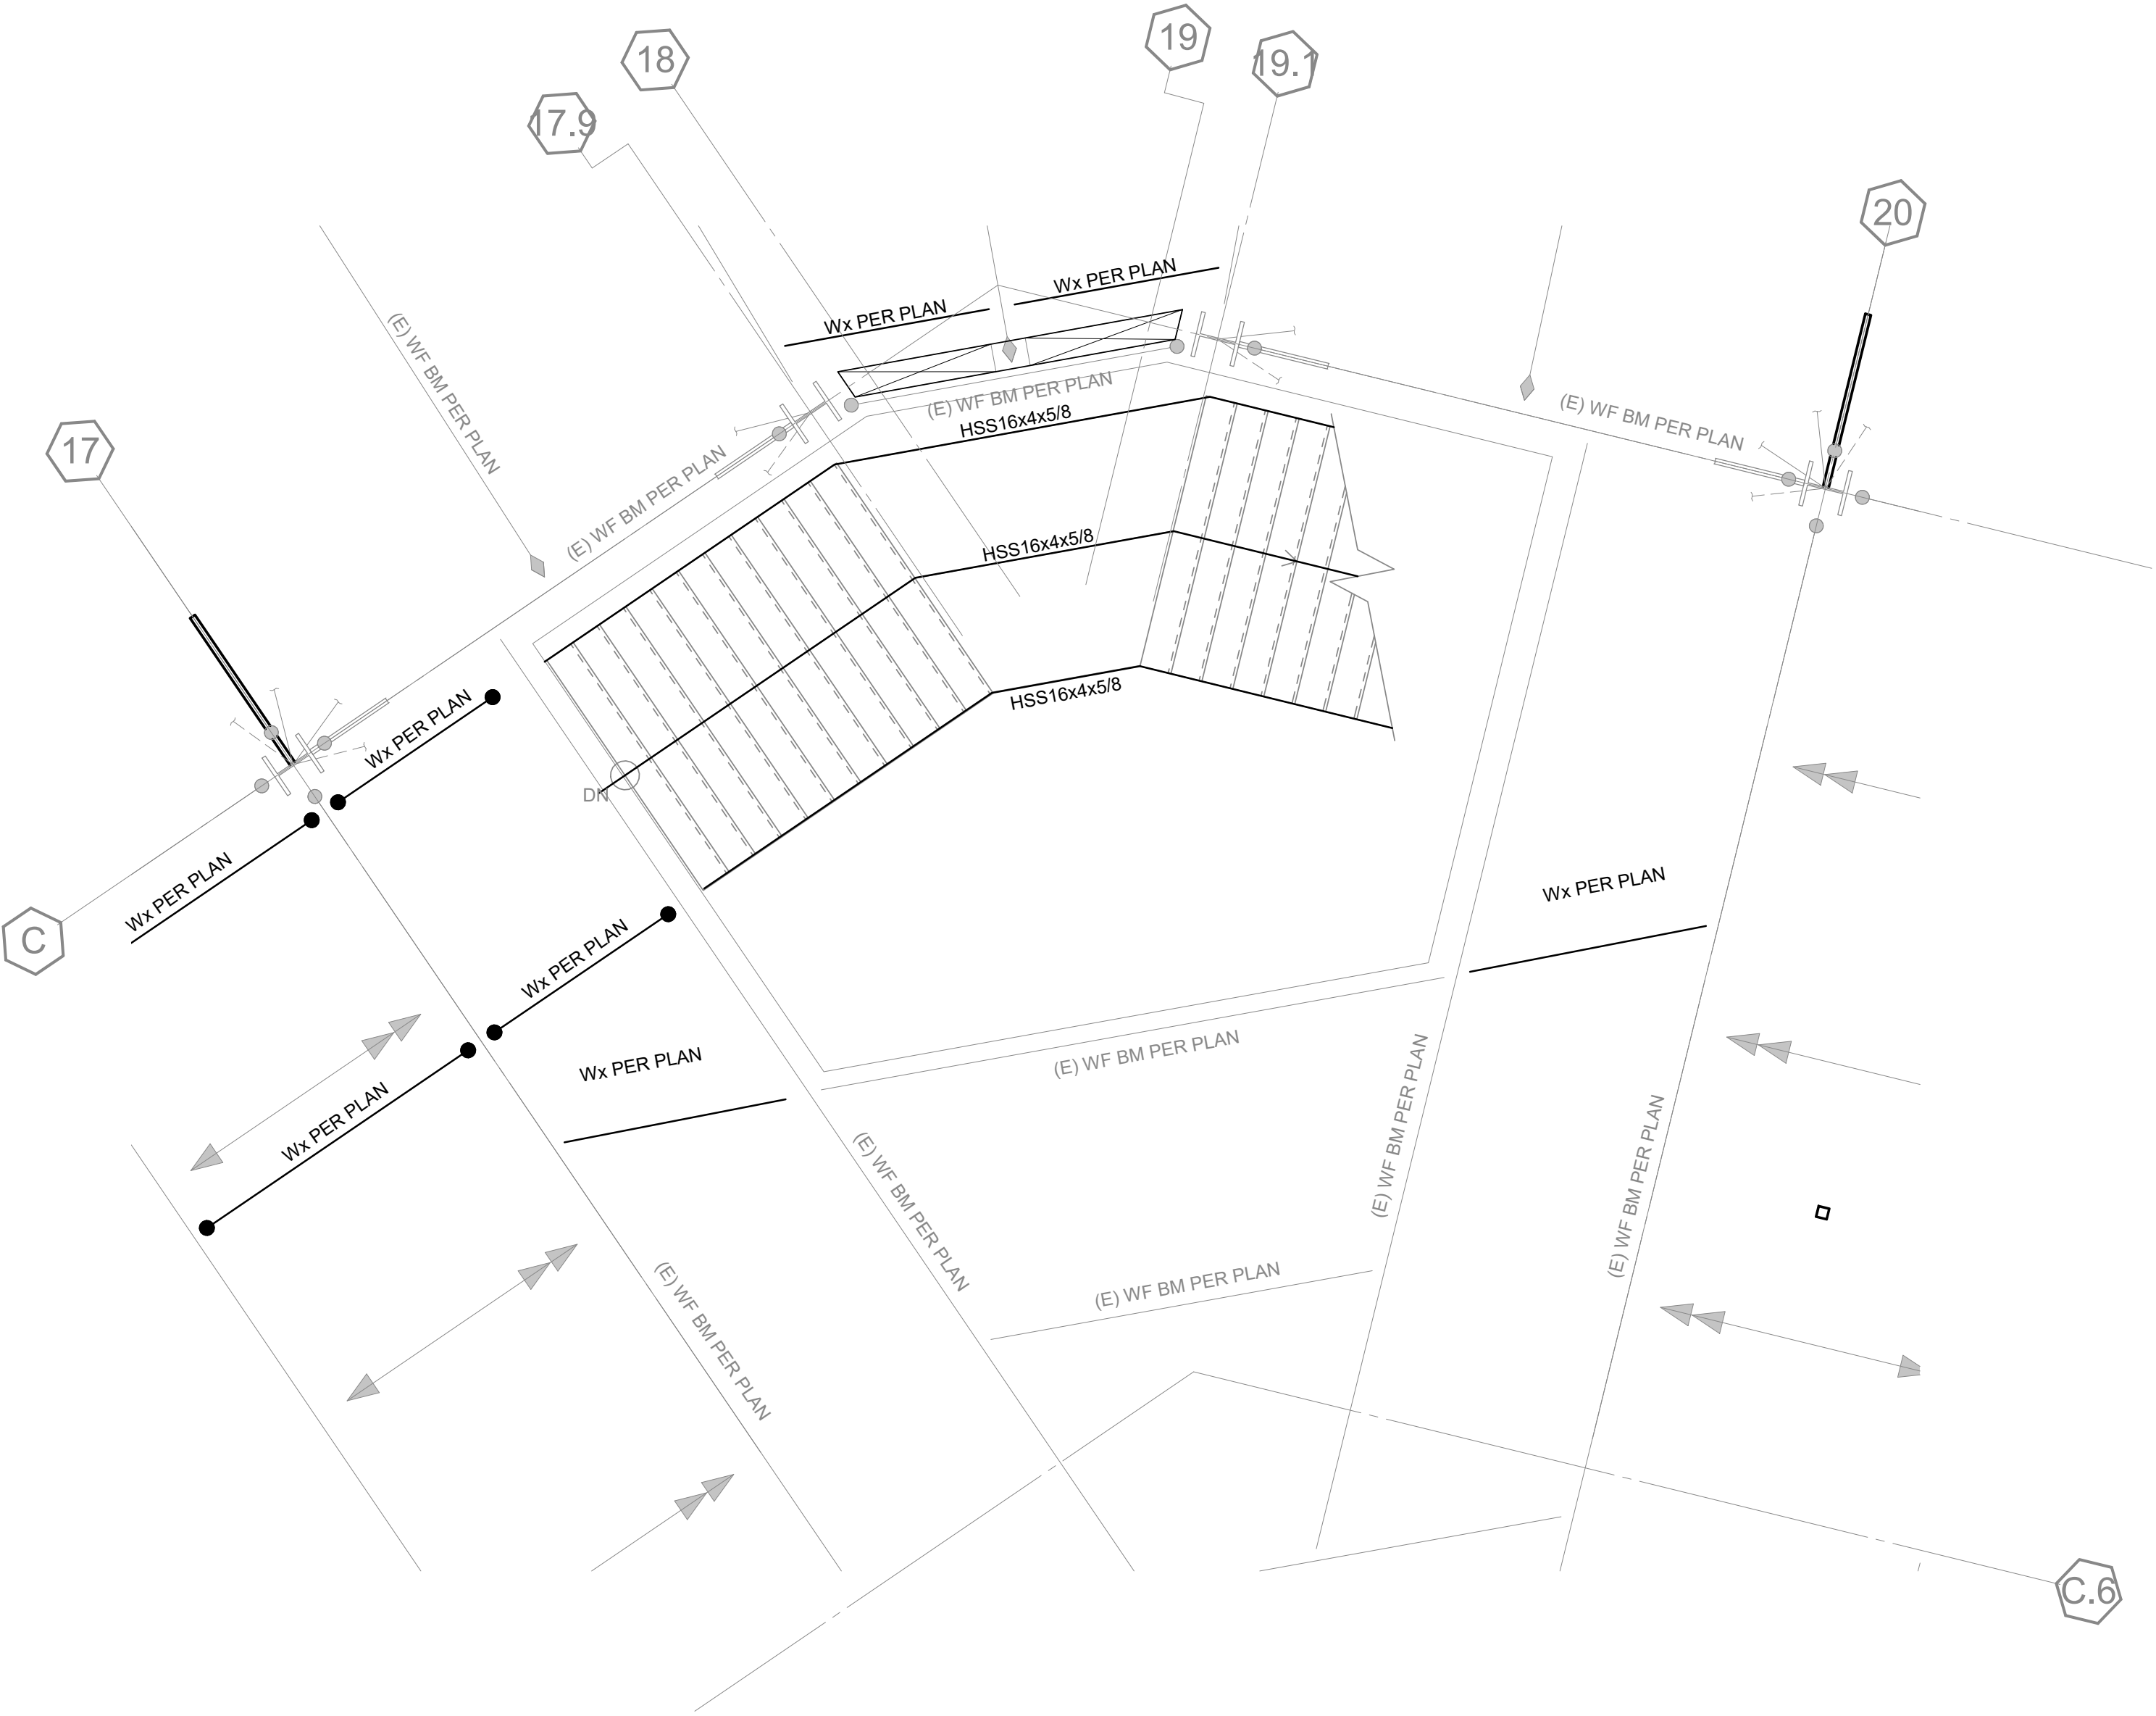 19
18
19.1
17.9
20
Wx PER PLAN
Wx PER PLAN
(E) WF BM PER PLAN
(E) WF BM PER PLAN
HSS16x4x5/8
(E) WF BM PER PLAN
17
(E) WF BM PER PLAN
HSS16x4x5/8
HSS16x4x5/8
Wx PER PLAN
DN
Wx PER PLAN
Wx PER PLAN
C
Wx PER PLAN
Wx PER PLAN
(E) WF BM PER PLAN
Wx PER PLAN
(E) WF BM PER PLAN
(E) WF BM PER PLAN
(E) WF BM PER PLAN
(E) WF BM PER PLAN
(E) WF BM PER PLAN
C.6